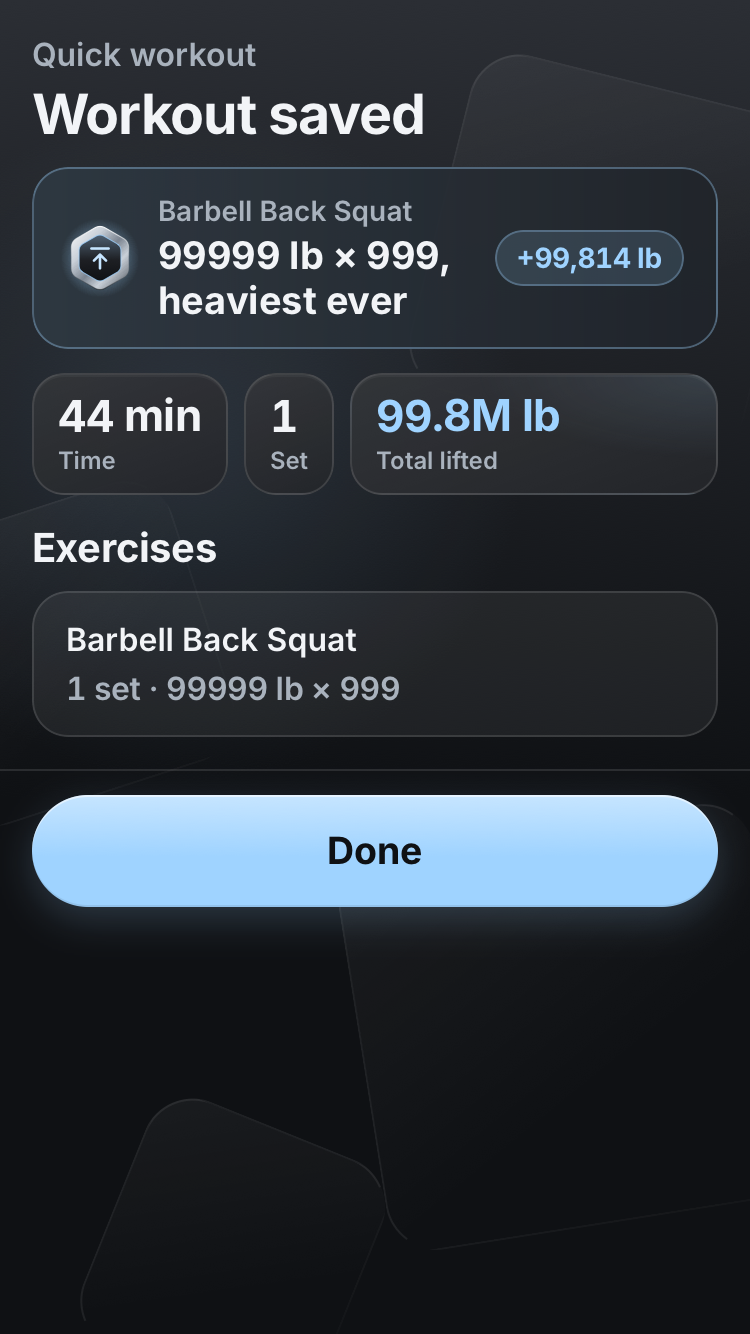 Quick workout
Workout saved
Barbell Back Squat
99999 lb × 999,
heaviest ever
+99,814 lb
44 min
Time
1
Set
99.8M lb
Total lifted
Exercises
Barbell Back Squat
1 set · 99999 lb × 999
Done